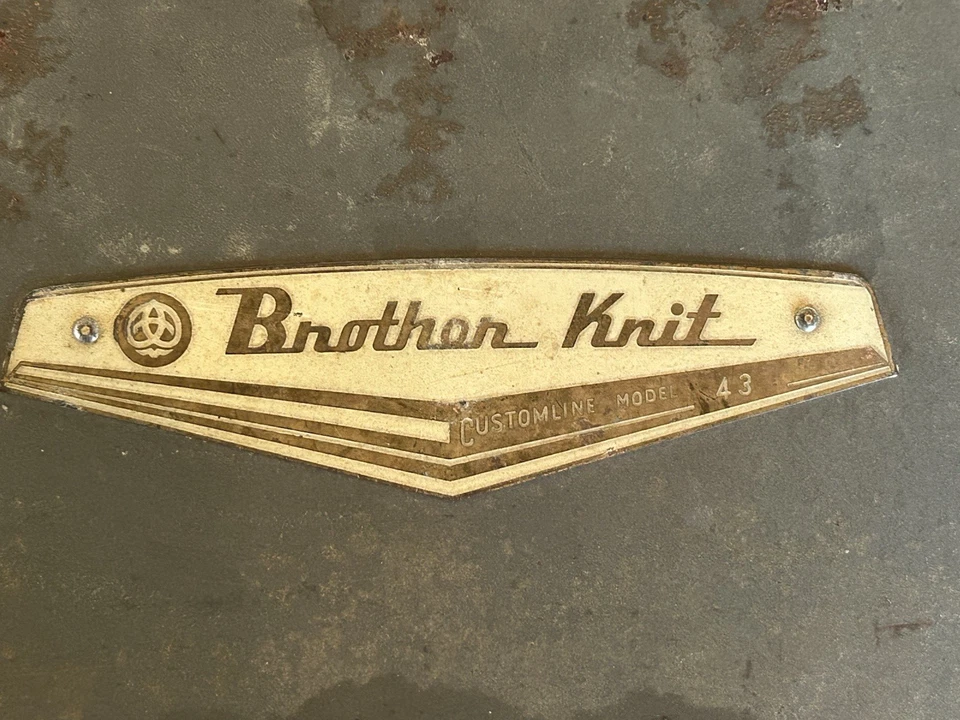 Brother Knit
CUSTOMLINE MODEL 43